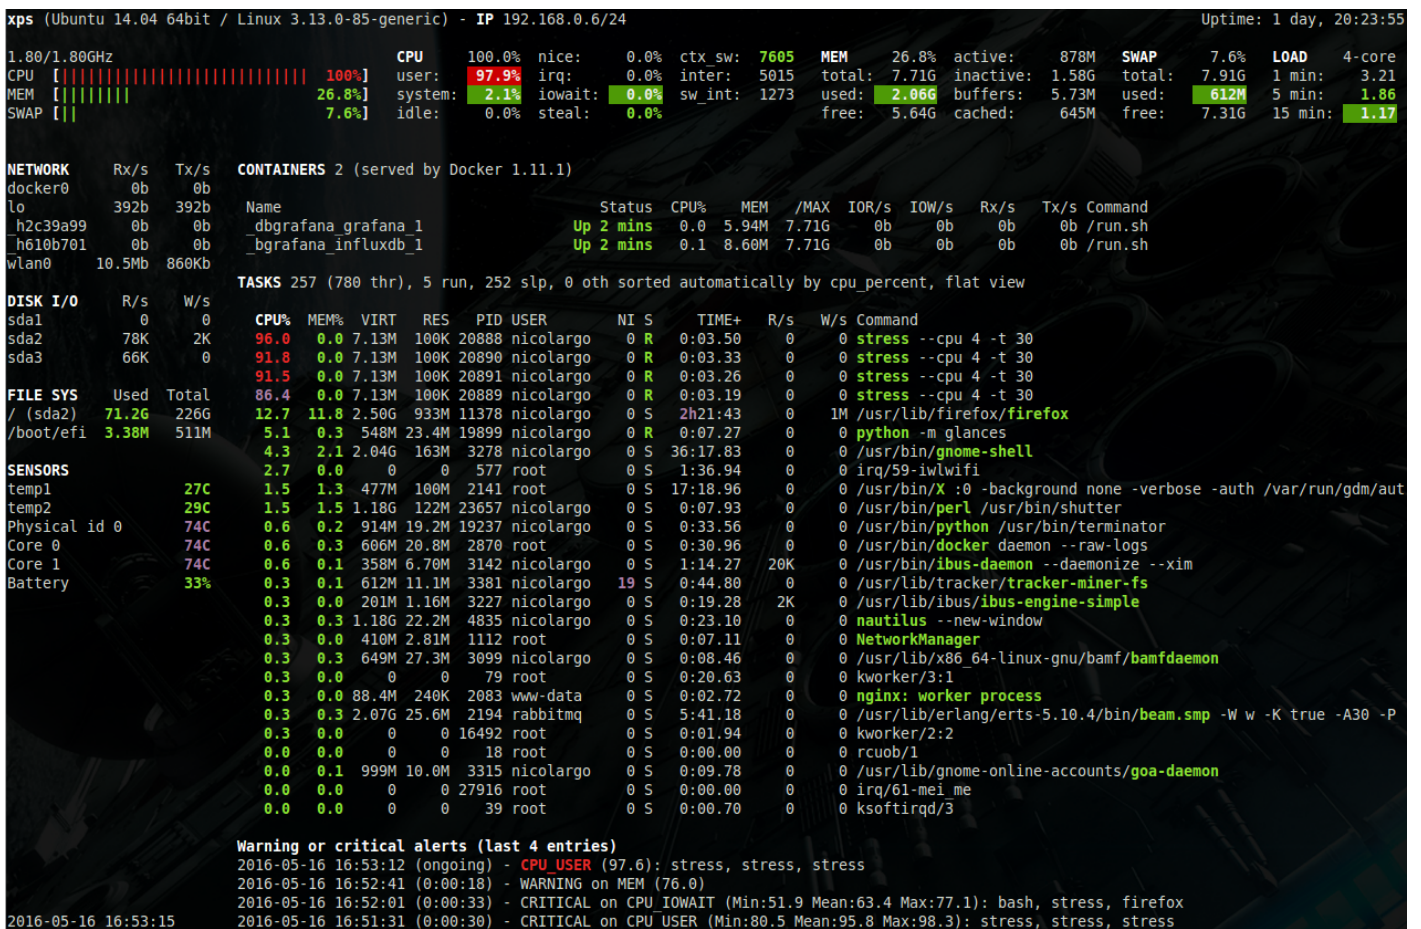 xps (Ubuntu 14.04 64bit / Linux 3.13.0-85-generic) - IP 192.168.0.6/24 Uptime: 1 day, 20:23:55
1.80/1.80GHz CPU 100.0% nice: 0.0% ctx_sw: 7605 MEM 26.8% active: 878M SWAP 7.6% LOAD 4-core
CPU [|||||||||||||||||||||||||||| 100%] user: 97.9% irq: 0.0% inter: 5015 total: 7.71G inactive: 1.58G total: 7.91G 1 min: 3.21
MEM [|||||||| 26.8%] system: 2.1% iowait: 0.0% sw_int: 1273 used: 2.06G buffers: 5.73M used: 612M 5 min: 1.86
SWAP [|| 7.6%] idle: 0.0% steal: 0.0% free: 5.64G cached: 645M free: 7.31G 15 min: 1.17
NETWORK Rx/s Tx/s
docker0 0b 0b
lo 392b 392b
_h2c39a99 0b 0b
_h610b701 0b 0b
wlan0 10.5Mb 860Kb
DISK I/O R/s W/s
sda1 0 0
sda2 78K 2K
sda3 66K 0
FILE SYS Used Total
/ (sda2) 71.2G 226G
/boot/efi 3.38M 511M
SENSORS
temp1 27C
temp2 29C
Physical id 0 74C
Core 0 74C
Core 1 74C
Battery 33%
CONTAINERS 2 (served by Docker 1.11.1)
Name Status CPU% MEM /MAX IOR/s IOW/s Rx/s Tx/s Command
_dbgrafana_grafana_1 Up 2 mins 0.0 5.94M 7.71G 0b 0b 0b 0b /run.sh
_bgrafana_influxdb_1 Up 2 mins 0.1 8.60M 7.71G 0b 0b 0b 0b /run.sh
TASKS 257 (780 thr), 5 run, 252 slp, 0 oth sorted automatically by cpu_percent, flat view
CPU% MEM% VIRT RES PID USER NI S TIME+ R/s W/s Command
96.0 0.0 7.13M 100K 20888 nicolargo 0 R 0:03.50 0 0 stress --cpu 4 -t 30
91.8 0.0 7.13M 100K 20890 nicolargo 0 R 0:03.33 0 0 stress --cpu 4 -t 30
91.5 0.0 7.13M 100K 20891 nicolargo 0 R 0:03.26 0 0 stress --cpu 4 -t 30
86.4 0.0 7.13M 100K 20889 nicolargo 0 R 0:03.19 0 0 stress --cpu 4 -t 30
12.7 11.8 2.50G 933M 11378 nicolargo 0 S 2h21:43 0 1M /usr/lib/firefox/firefox
5.1 0.3 548M 23.4M 19899 nicolargo 0 R 0:07.27 0 0 python -m glances
4.3 2.1 2.04G 163M 3278 nicolargo 0 S 36:17.83 0 0 /usr/bin/gnome-shell
2.7 0.0 0 0 577 root 0 S 1:36.94 0 0 irq/59-iwlwifi
1.5 1.3 477M 100M 2141 root 0 S 17:18.96 0 0 /usr/bin/X :0 -background none -verbose -auth /var/run/gdm/aut
1.5 1.5 1.18G 122M 23657 nicolargo 0 S 0:07.93 0 0 /usr/bin/perl /usr/bin/shutter
0.6 0.2 914M 19.2M 19237 nicolargo 0 S 0:33.56 0 0 /usr/bin/python /usr/bin/terminator
0.6 0.3 606M 20.8M 2870 root 0 S 0:30.96 0 0 /usr/bin/docker daemon --raw-logs
0.6 0.1 358M 6.70M 3142 nicolargo 0 S 1:14.27 20K 0 /usr/bin/ibus-daemon --daemonize --xim
0.3 0.1 612M 11.1M 3381 nicolargo 19 S 0:44.80 0 0 /usr/lib/tracker/tracker-miner-fs
0.3 0.0 201M 1.16M 3227 nicolargo 0 S 0:19.28 2K 0 /usr/lib/ibus/ibus-engine-simple
0.3 0.3 1.18G 22.2M 4835 nicolargo 0 S 0:23.10 0 0 nautilus --new-window
0.3 0.0 410M 2.81M 1112 root 0 S 0:07.11 0 0 NetworkManager
0.3 0.3 649M 27.3M 3099 nicolargo 0 S 0:08.46 0 0 /usr/lib/x86_64-linux-gnu/bamf/bamfdaemon
0.3 0.0 0 0 79 root 0 S 0:20.63 0 0 kworker/3:1
0.3 0.0 88.4M 240K 2083 www-data 0 S 0:02.72 0 0 nginx: worker process
0.3 0.3 2.07G 25.6M 2194 rabbitmq 0 S 5:41.18 0 0 /usr/lib/erlang/erts-5.10.4/bin/beam.smp -W w -K true -A30 -P
0.3 0.0 0 0 16492 root 0 S 0:01.94 0 0 kworker/2:2
0.0 0.0 0 0 18 root 0 S 0:00.00 0 0 rcuob/1
0.0 0.1 999M 10.0M 3315 nicolargo 0 S 0:09.78 0 0 /usr/lib/gnome-online-accounts/goa-daemon
0.0 0.0 0 0 27916 root 0 S 0:00.00 0 0 irq/61-mei_me
0.0 0.0 0 0 39 root 0 S 0:00.70 0 0 ksoftirqd/3
Warning or critical alerts (last 4 entries)
2016-05-16 16:53:12 (ongoing) - CPU_USER (97.6): stress, stress, stress
2016-05-16 16:52:41 (0:00:18) - WARNING on MEM (76.0)
2016-05-16 16:52:01 (0:00:33) - CRITICAL on CPU_IOWAIT (Min:51.9 Mean:63.4 Max:77.1): bash, stress, firefox
2016-05-16 16:53:15 2016-05-16 16:51:31 (0:00:30) - CRITICAL on CPU_USER (Min:80.5 Mean:95.8 Max:98.3): stress, stress, stress